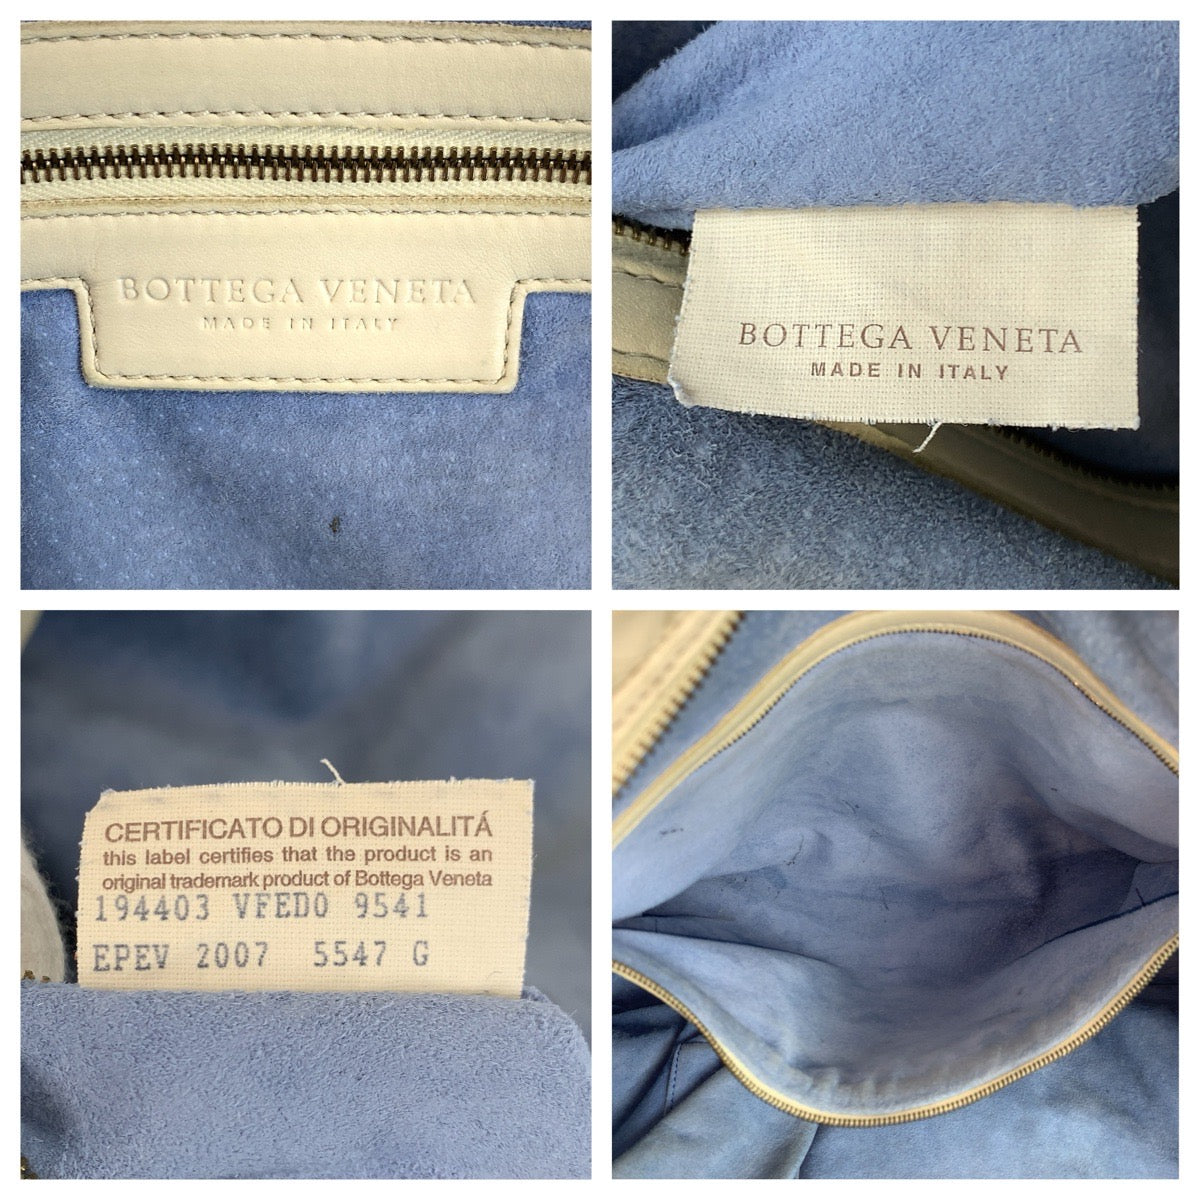 BOTTEGA VENETA
MADE IN ITALY
BOTTEGA VENETA
MADE IN ITALY
CERTIFICATO DI ORIGINALITÁ
this label certifies that the product is an
original trademark product of Bottega Veneta
194403 VFEDO 9541
EPEV 2007 5547 G